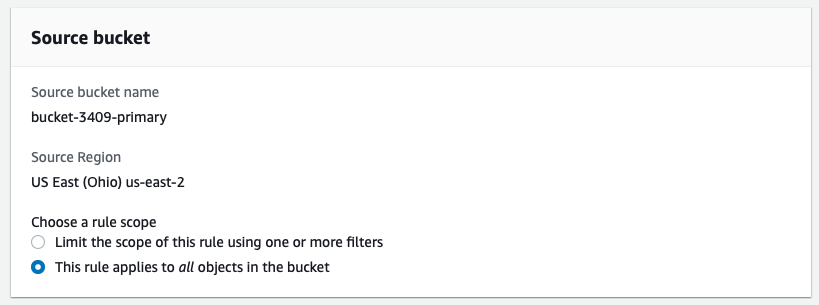 Source bucket
Source bucket name
bucket-3409-primary
Source Region
US East (Ohio) us-east-2
Choose a rule scope
Limit the scope of this rule using one or more filters
This rule applies to all objects in the bucket